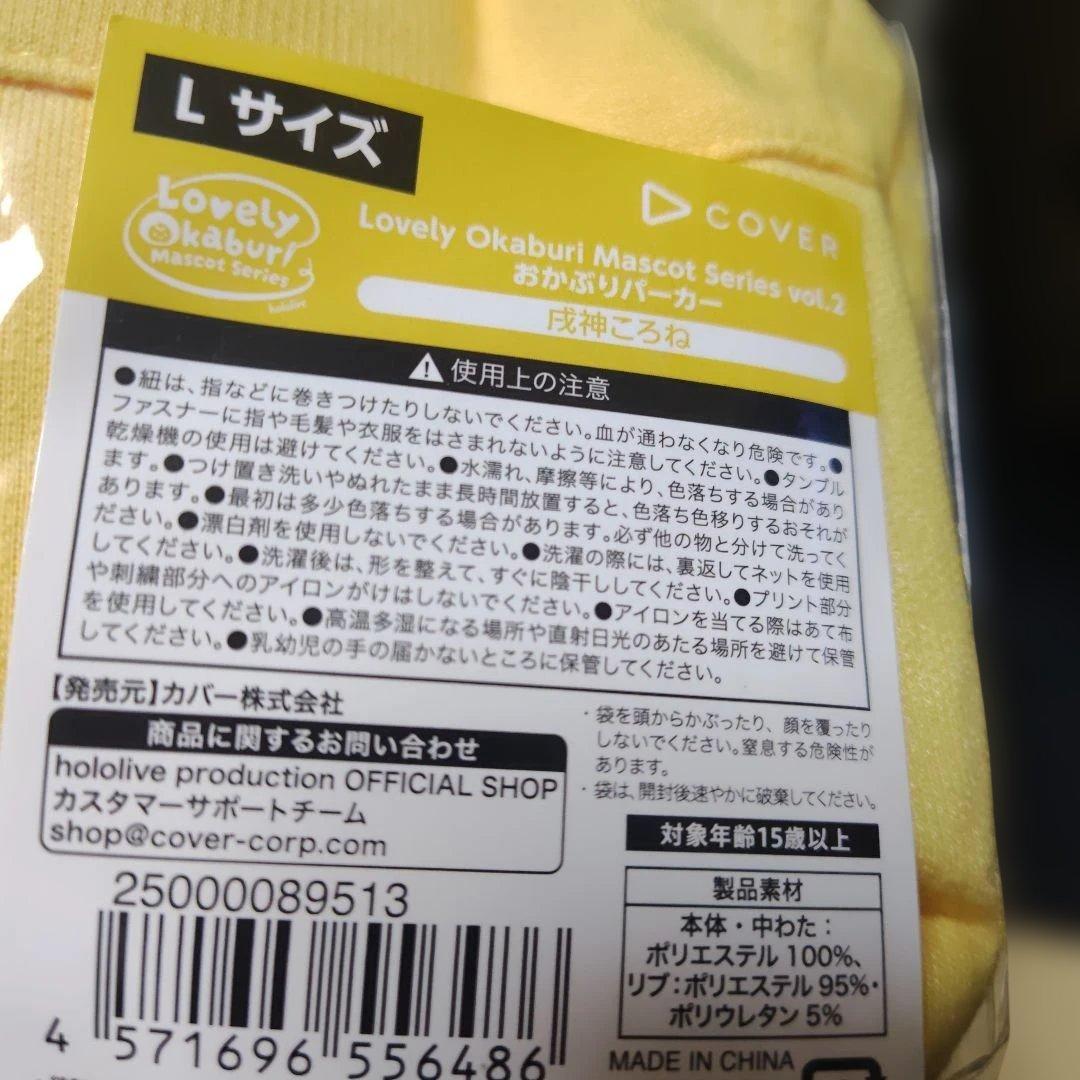 L サイズ
COVER
Lovely
Okaburi
Mascot Series
hololive
Lovely Okaburi Mascot Series vol.2
おかぶりパーカー
戌神ころね
使用上の注意
●紐は、指などに巻きつけたりしないでください。血が通わなくなり危険です。●
ファスナーに指や毛髪や衣服をはさまれないように注意してください。●タンブル
乾燥機の使用は避けてください。●水濡れ、摩擦等により、色落ちする場合があり
ます。●つけ置き洗いやぬれたまま長時間放置すると、色落ち色移りするおそれが
あります。●最初は多少色落ちする場合があります。必ず他の物と分けて洗ってく
ださい。●漂白剤を使用しないでください。●洗濯の際には、裏返してネットを使用
してください。●洗濯後は、形を整えて、すぐに陰干ししてください。●プリント部分
や刺繍部分へのアイロンがけはしないでください。●アイロンを当てる際はあて布
を使用してください。●高温多湿になる場所や直射日光のあたる場所を避けて保管
してください。●乳幼児の手の届かないところに保管してください。
【発売元】カバー株式会社
商品に関するお問い合わせ
hololive production OFFICIAL SHOP
カスタマーサポートチーム
shop@cover-corp.com
・袋を頭からかぶったり、顔を覆ったり
しないでください。窒息する危険性が
あります。
・袋は、開封後速やかに破棄してください。
対象年齢15歳以上
製品素材
本体・中わた：
ポリエステル100%、
リブ：ポリエステル95%・
ポリウレタン5%
25000089513
4 571696 556486
MADE IN CHINA